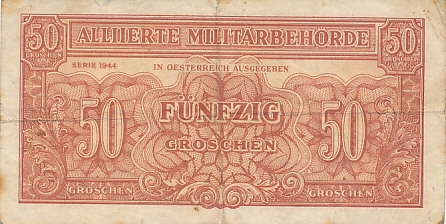 50 ALLIIERTE MILITÄRBEHÖRDE 50
GROSCHEN GROSCHEN
SERIE 1944 IN OESTERREICH AUSGEGEBEN
50 FÜNFZIG 50
GROSCHEN
GROSCHEN GROSCHEN